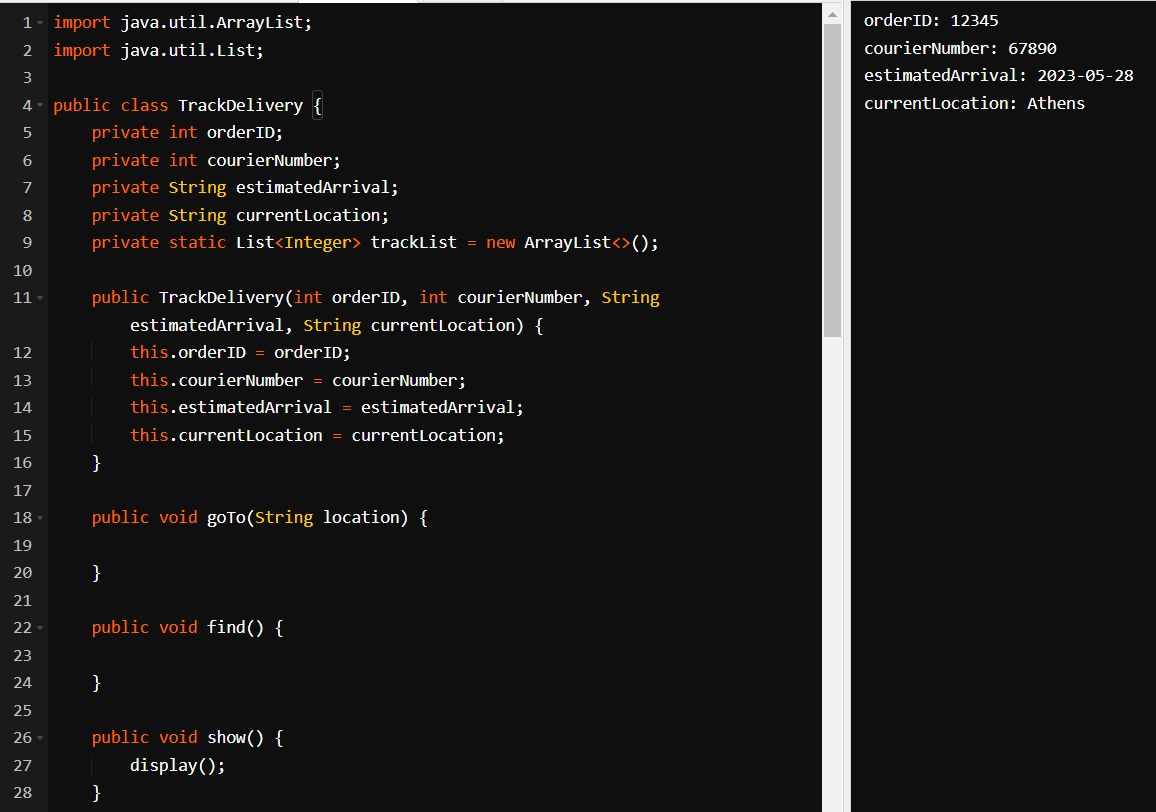 1 import java.util.ArrayList;
2 import java.util.List;
3
4 public class TrackDelivery {
5     private int orderID;
6     private int courierNumber;
7     private String estimatedArrival;
8     private String currentLocation;
9     private static List<Integer> trackList = new ArrayList<>();
10
11     public TrackDelivery(int orderID, int courierNumber, String
        estimatedArrival, String currentLocation) {
12         this.orderID = orderID;
13         this.courierNumber = courierNumber;
14         this.estimatedArrival = estimatedArrival;
15         this.currentLocation = currentLocation;
16     }
17
18     public void goTo(String location) {
19
20     }
21
22     public void find() {
23
24     }
25
26     public void show() {
27         display();
28     }
orderID: 12345
courierNumber: 67890
estimatedArrival: 2023-05-28
currentLocation: Athens